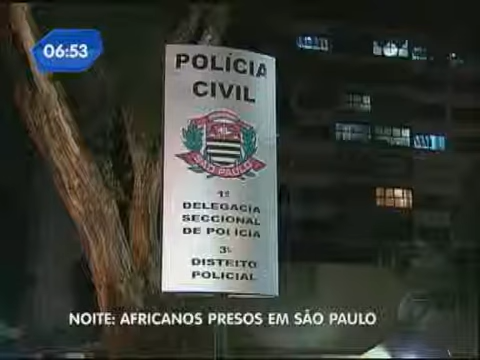 06:53
POLÍCIA
CIVIL
SÃO PAULO
1ª
DELEGACIA
SECCIONAL
DE POLÍCIA
3º
DISTRITO
POLICIAL
NOITE: AFRICANOS PRESOS EM SÃO PAULO